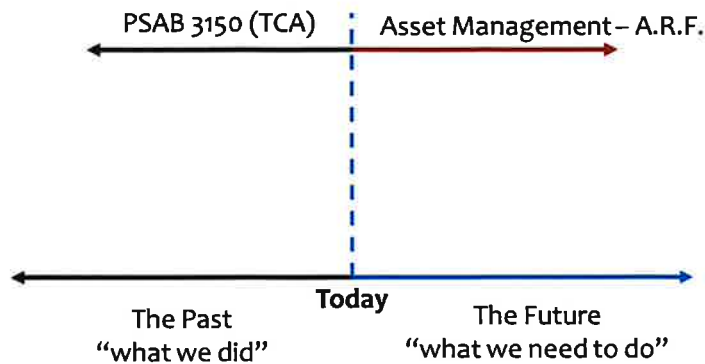 PSAB 3150 (TCA)
Asset Management – A.R.F.
Today
The Past
“what we did”
The Future
“what we need to do”